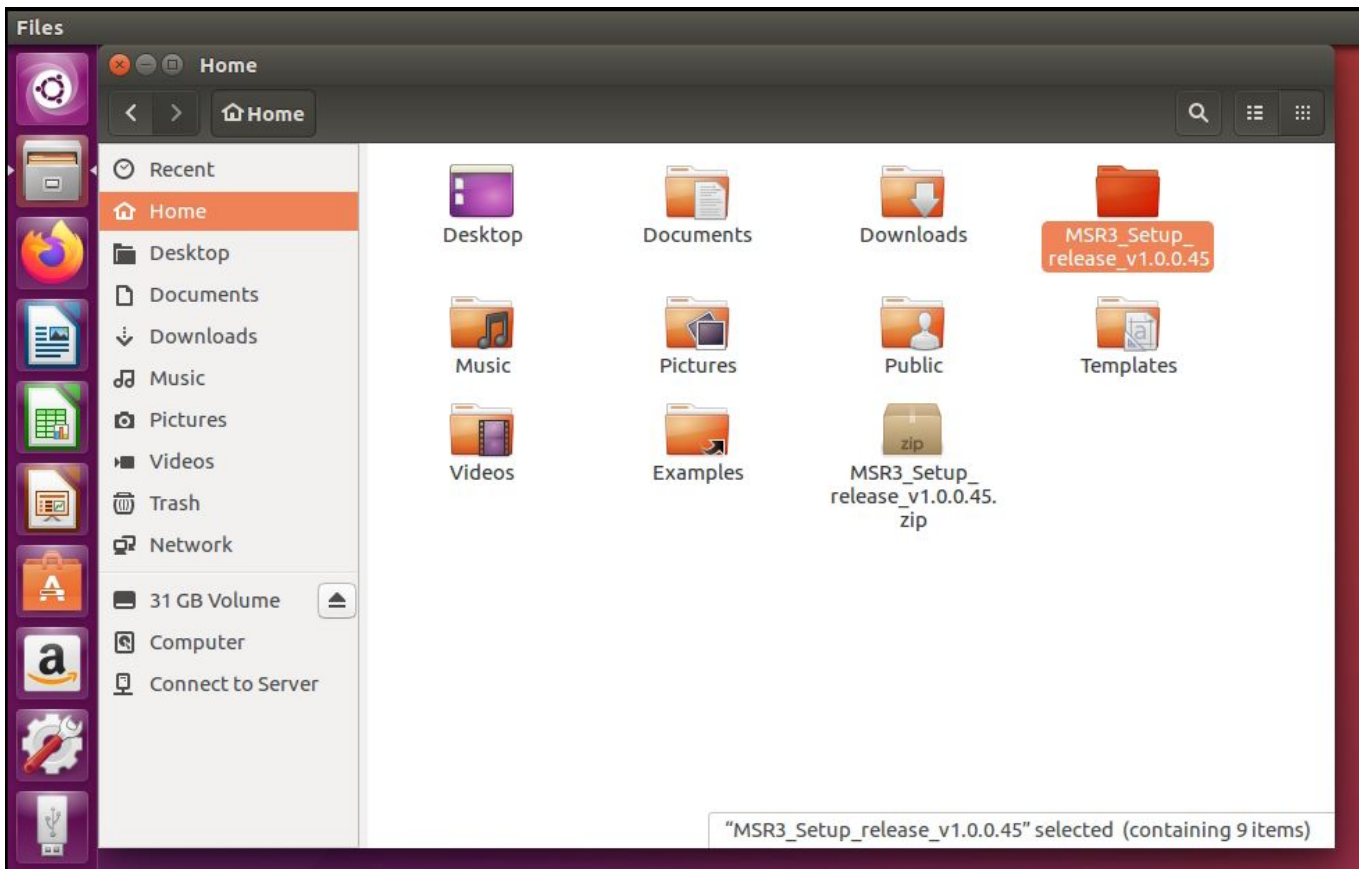 Files
Home
Home
Recent
Home
Desktop
Documents
Downloads
Music
Pictures
Videos
Trash
Network
31 GB Volume
Computer
Connect to Server
Desktop
Documents
Downloads
MSR3_Setup_
release_v1.0.0.45
Music
Pictures
Public
Templates
Videos
Examples
zip
MSR3_Setup_
release_v1.0.0.45.
zip
“MSR3_Setup_release_v1.0.0.45” selected (containing 9 items)